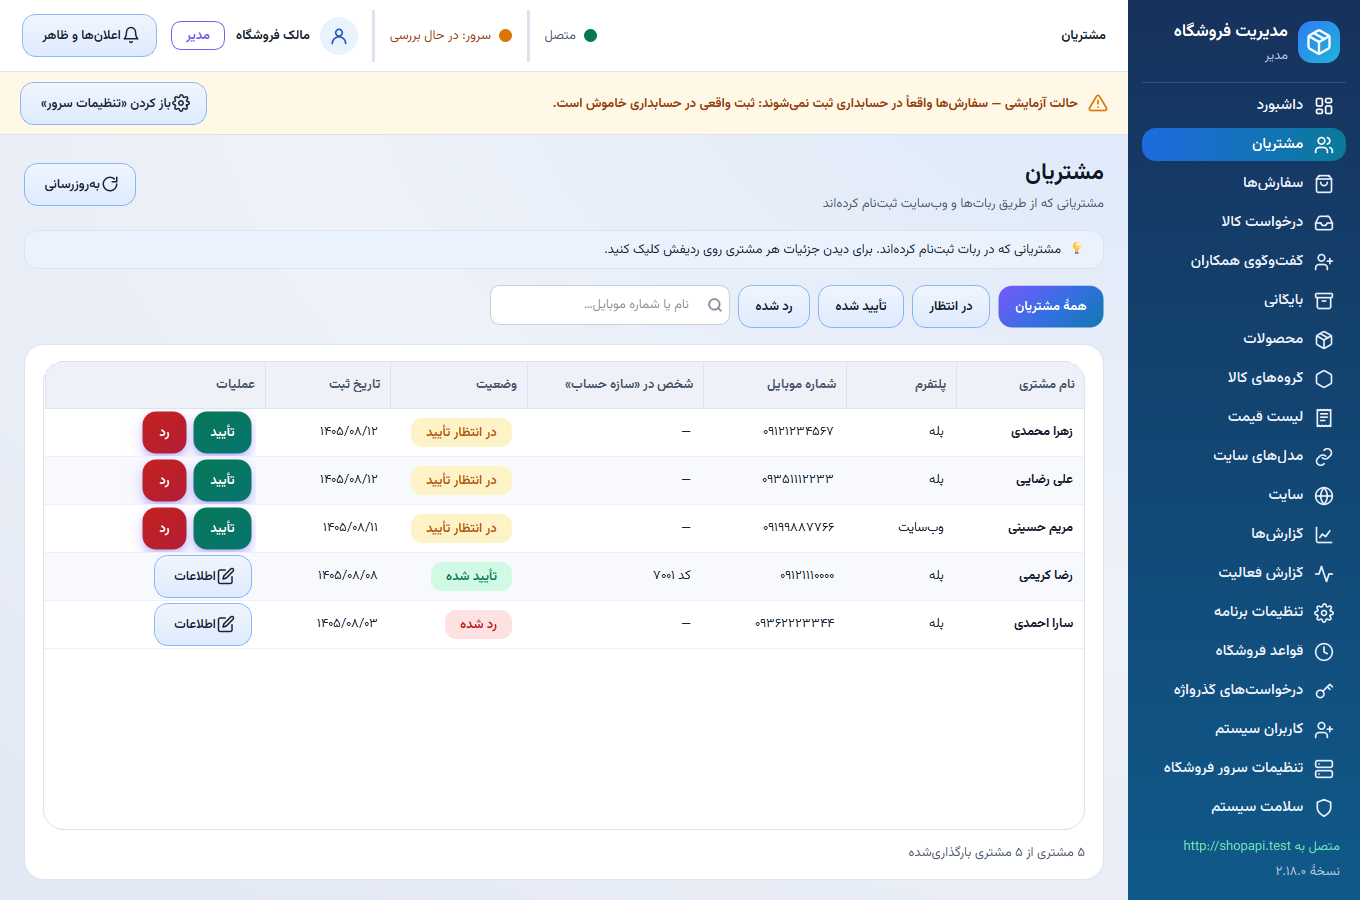 مدیریت فروشگاه
مدیر
داشبورد
مشتریان
سفارش‌ها
درخواست کالا
گفت‌وگوی همکاران
بایگانی
محصولات
گروه‌های کالا
لیست قیمت
مدل‌های سایت
سایت
گزارش‌ها
گزارش فعالیت
تنظیمات برنامه
قواعد فروشگاه
درخواست‌های گذرواژه
کاربران سیستم
تنظیمات سرور فروشگاه
سلامت سیستم
متصل به http://shopapi.test
نسخهٔ ۲.۱۸.۰
مشتریان
متصل
سرور: در حال بررسی
مالک فروشگاه
مدیر
اعلان‌ها و ظاهر
حالت آزمایشی — سفارش‌ها واقعاً در حسابداری ثبت نمی‌شوند: ثبت واقعی در حسابداری خاموش است.
باز کردن «تنظیمات سرور»
مشتریان
مشتریانی که از طریق ربات‌ها و وب‌سایت ثبت‌نام کرده‌اند
به‌روزرسانی
مشتریانی که در ربات ثبت‌نام کرده‌اند. برای دیدن جزئیات هر مشتری روی ردیفش کلیک کنید.
همهٔ مشتریان
در انتظار
تأیید شده
رد شده
نام یا شماره موبایل...
نام مشتری پلتفرم شماره موبایل شخص در «سازه حساب» وضعیت تاریخ ثبت عملیات
زهرا محمدی بله ۰۹۱۲۱۲۳۴۵۶۷ — در انتظار تأیید ۱۴۰۵/۰۸/۱۲ تأیید رد
علی رضایی بله ۰۹۳۵۱۱۱۲۲۳۳ — در انتظار تأیید ۱۴۰۵/۰۸/۱۲ تأیید رد
مریم حسینی وب‌سایت ۰۹۱۹۹۸۸۷۷۶۶ — در انتظار تأیید ۱۴۰۵/۰۸/۱۱ تأیید رد
رضا کریمی بله ۰۹۱۲۱۱۱۰۰۰۰ کد ۷۰۰۱ تأیید شده ۱۴۰۵/۰۸/۰۸ اطلاعات
سارا احمدی بله ۰۹۳۶۲۲۲۳۳۴۴ — رد شده ۱۴۰۵/۰۸/۰۳ اطلاعات
۵ مشتری از ۵ مشتری بارگذاری‌شده